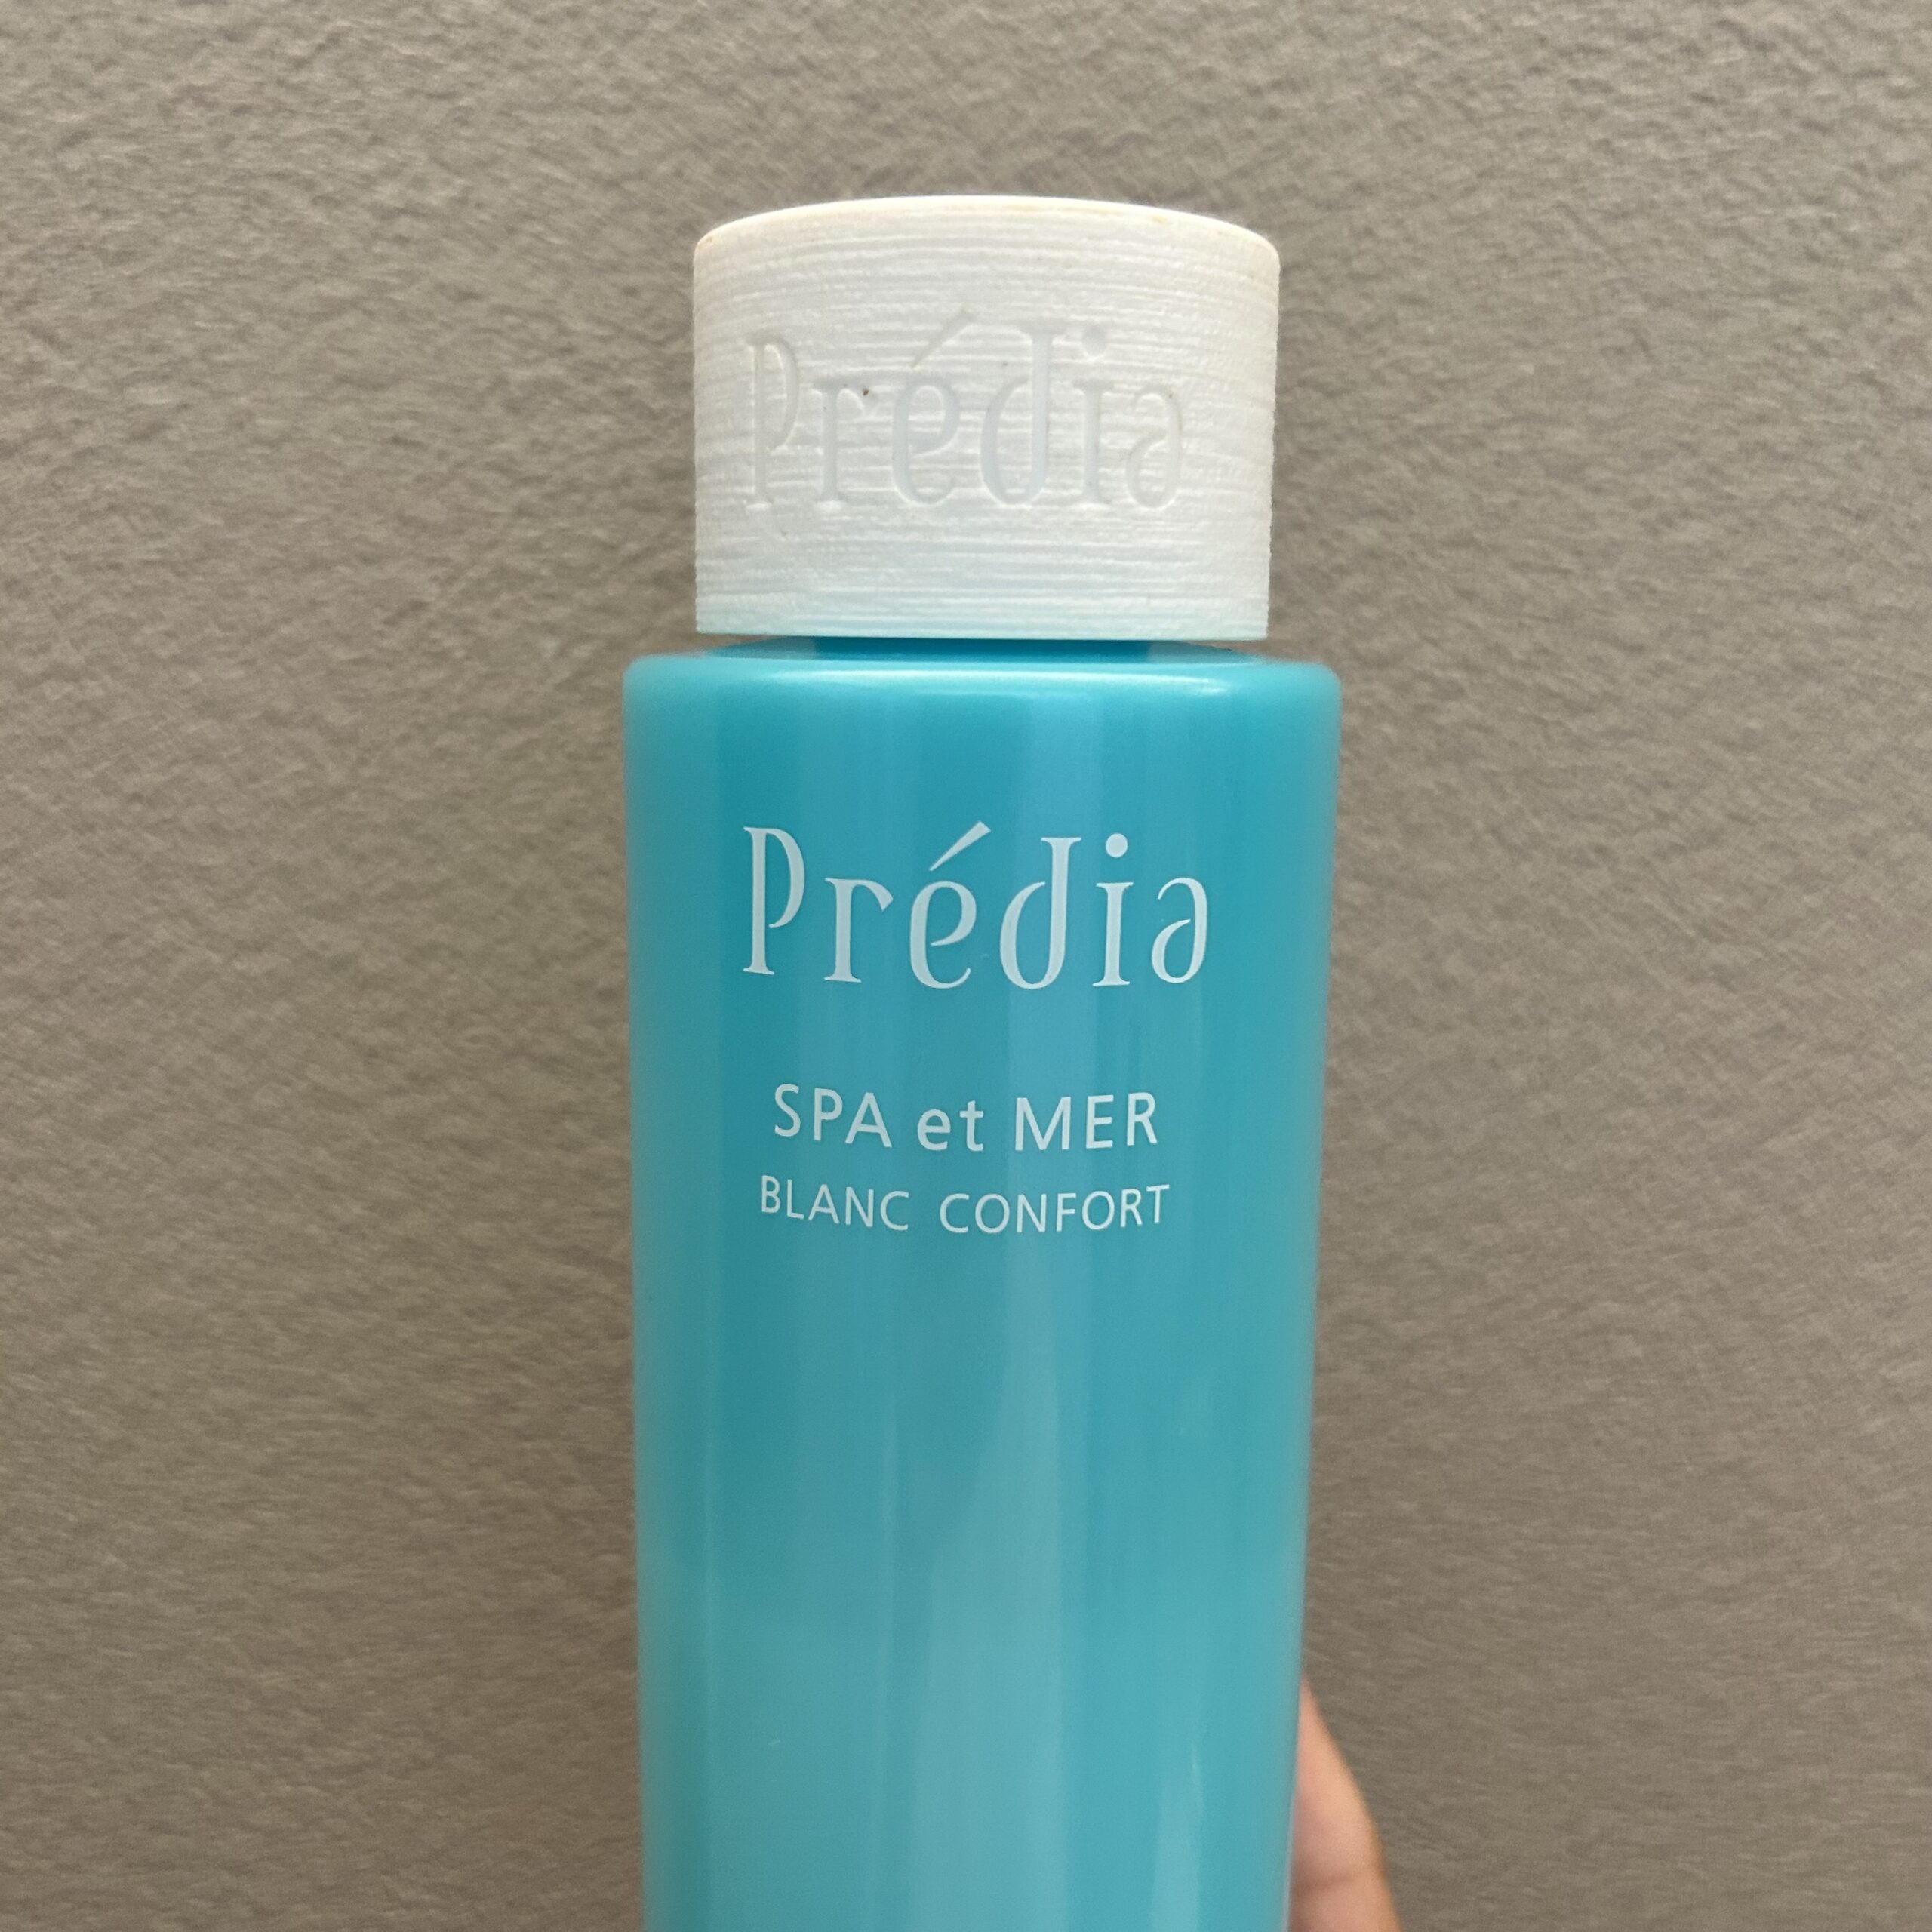 Prédia
Prédia
SPA et MER
BLANC CONFORT